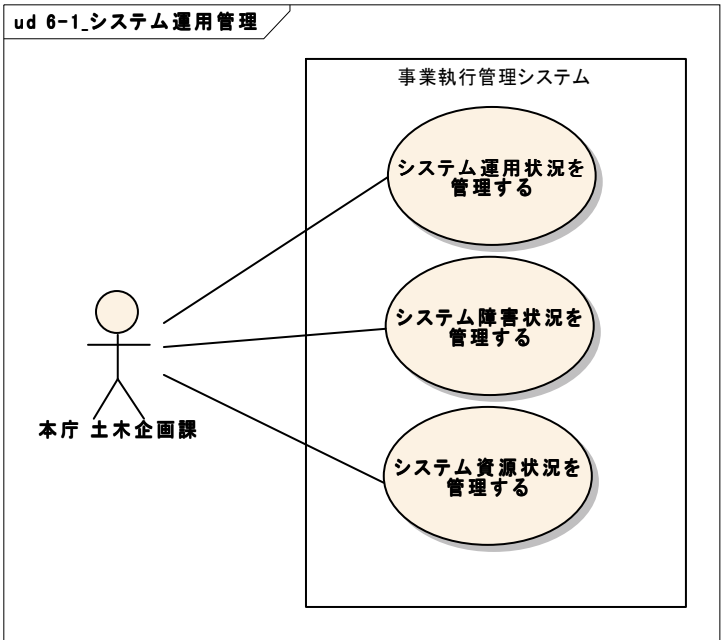 ud 6-1_システム運用管理
事業執行管理システム
システム運用状況を
管理する
システム障害状況を
管理する
システム資源状況を
管理する
本庁 土木企画課